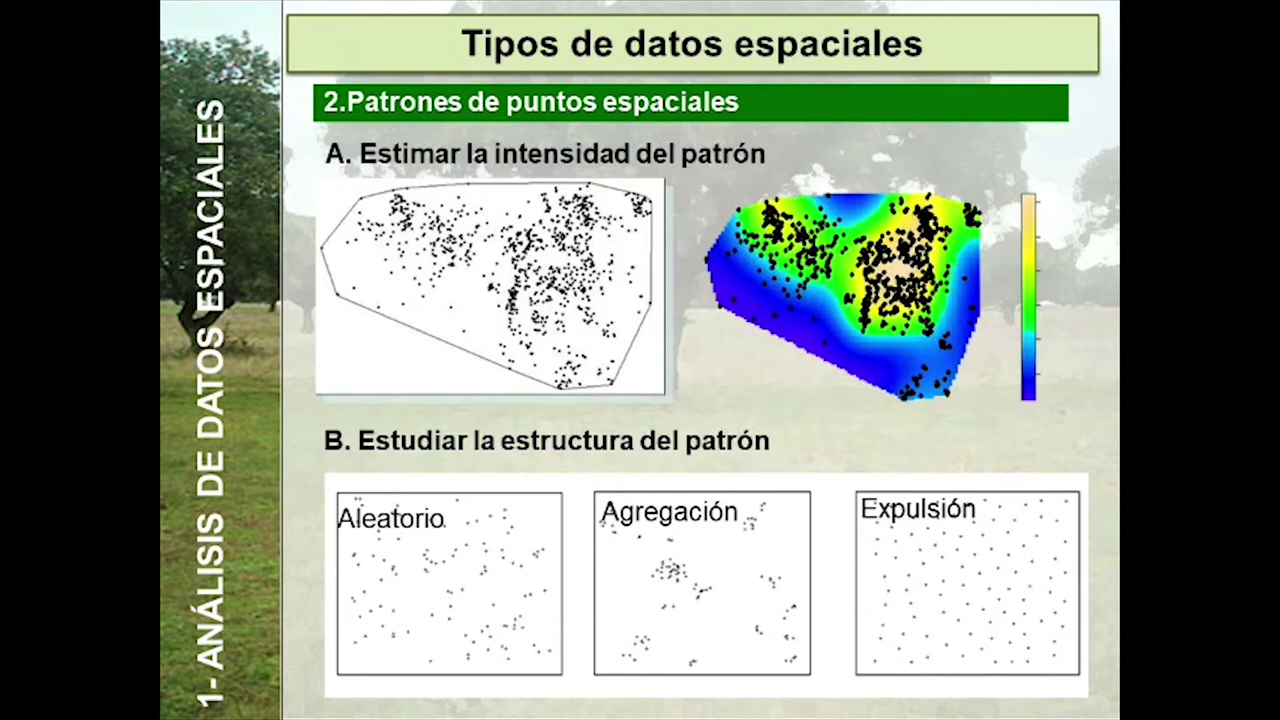 Tipos de datos espaciales
2.Patrones de puntos espaciales
A. Estimar la intensidad del patrón
B. Estudiar la estructura del patrón
Aleatorio
Agregación
Expulsión
1- ANÁLISIS DE DATOS ESPACIALES